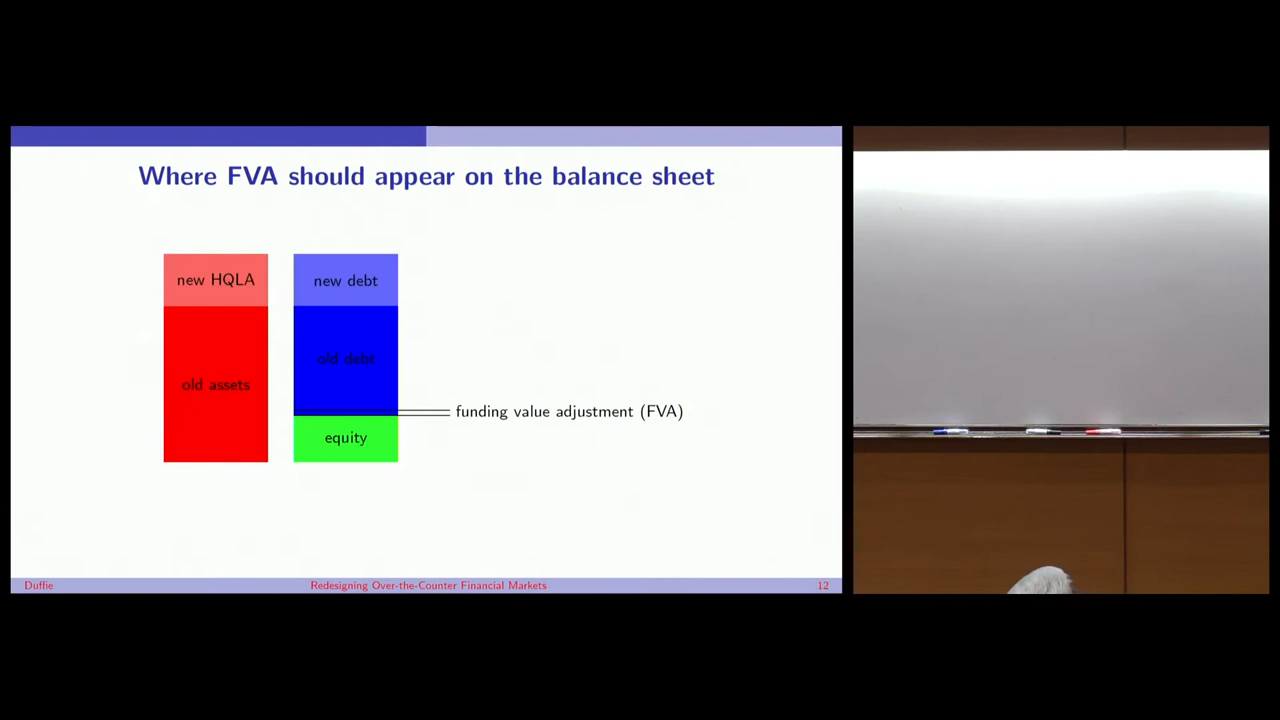 Where FVA should appear on the balance sheet
new HQLA
new debt
old debt
old assets
funding value adjustment (FVA)
equity
Duffie
Redesigning Over-the-Counter Financial Markets
12